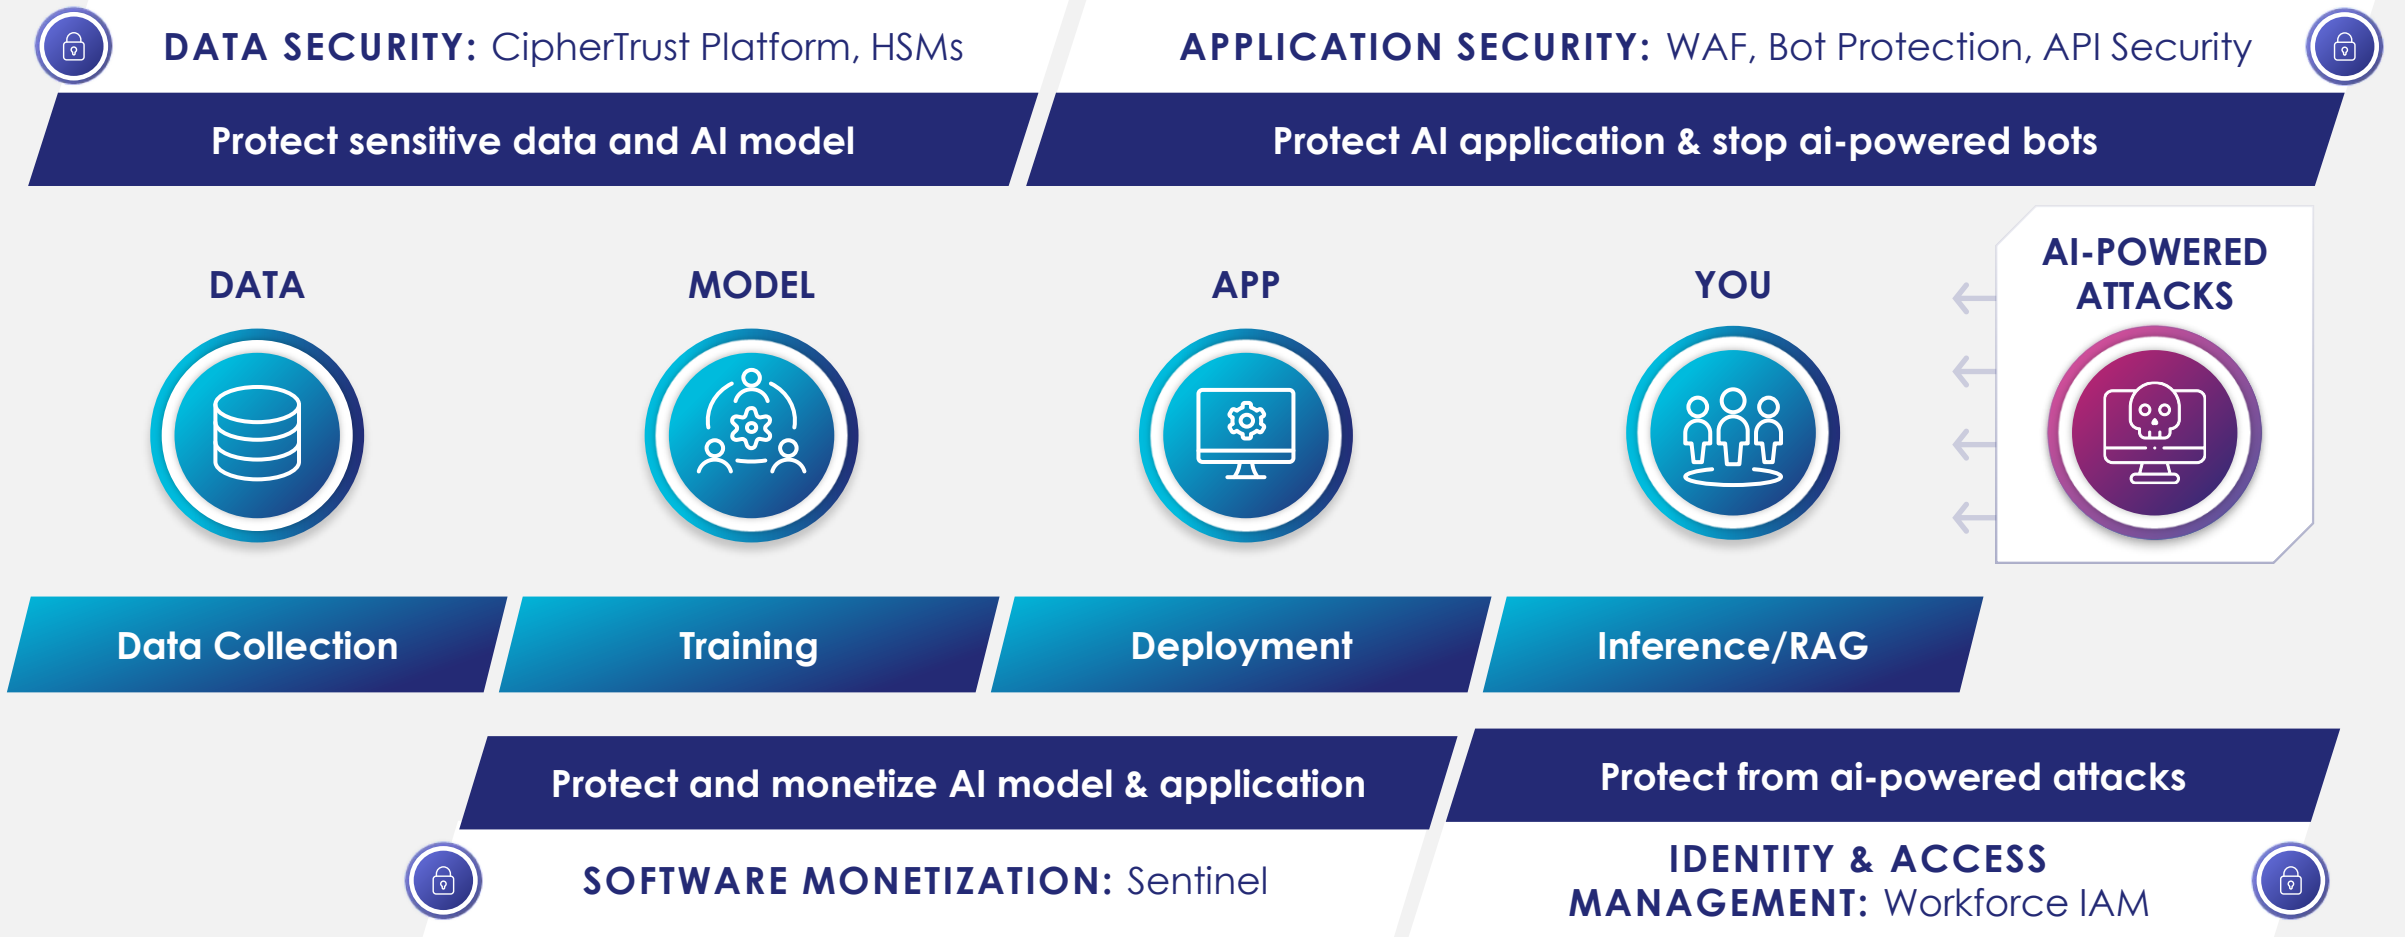 DATA SECURITY: CipherTrust Platform, HSMs
APPLICATION SECURITY: WAF, Bot Protection, API Security
Protect sensitive data and AI model
Protect AI application & stop ai-powered bots
DATA
MODEL
APP
YOU
AI-POWERED
ATTACKS
Data Collection
Training
Deployment
Inference/RAG
Protect and monetize AI model & application
Protect from ai-powered attacks
SOFTWARE MONETIZATION: Sentinel
IDENTITY & ACCESS
MANAGEMENT: Workforce IAM